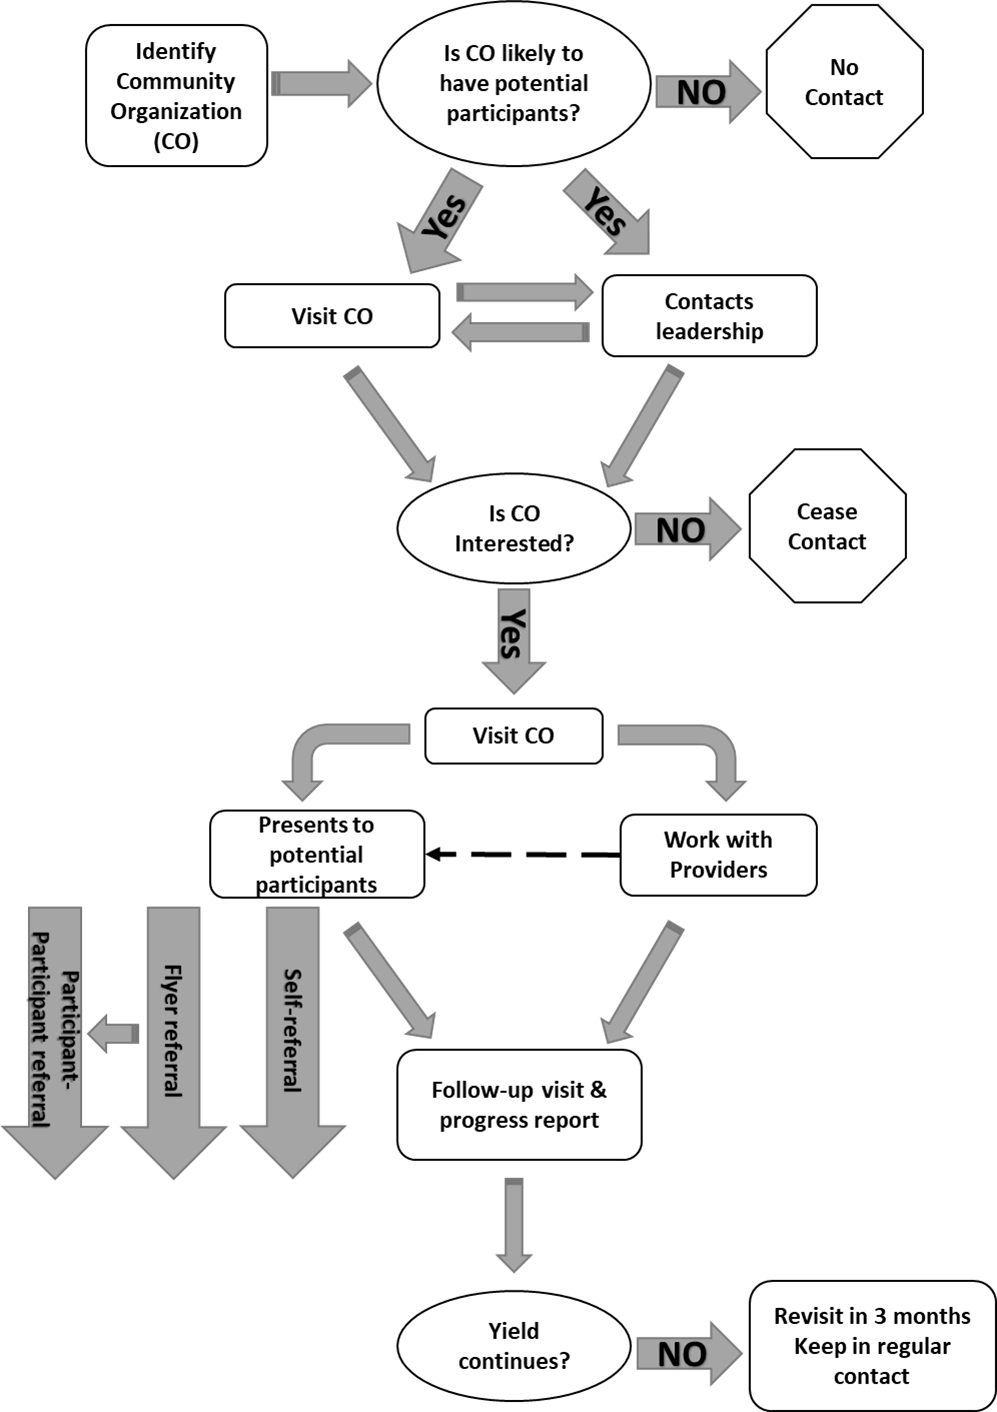 Identify
Community
Organization
(CO)
Is CO likely to
have potential
participants?
NO
No
Contact
Yes
Yes
Visit CO
Contacts
leadership
Is CO
Interested?
NO
Cease
Contact
Yes
Visit CO
Presents to
potential
participants
Work with
Providers
Participant-
Participant referral
Flyer referral
Self-referral
Follow-up visit &
progress report
Yield
continues?
NO
Revisit in 3 months
Keep in regular
contact